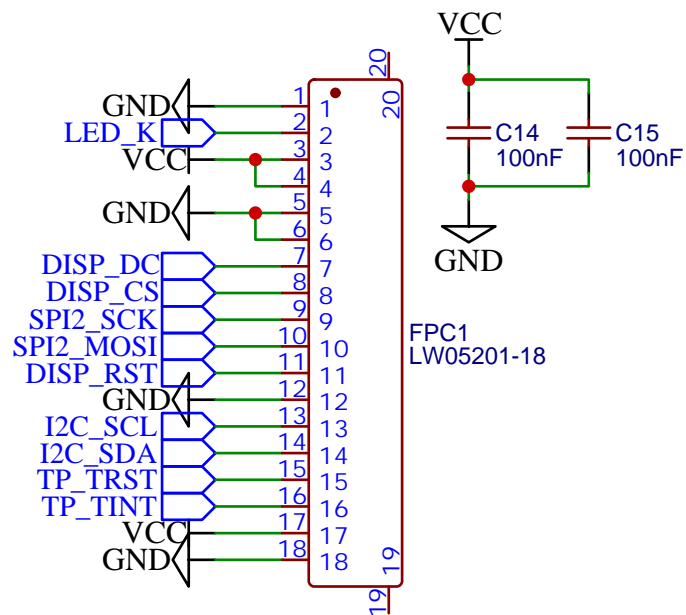 VCC
20
20
GND 1 1
LED_K 2 2
C14 C15
VCC 3 3
100nF 100nF
4 4
GND 5 5
6 6
GND
DISP_DC 7 7
DISP_CS 8 8
SPI2_SCK 9 9
FPC1
SPI2_MOSI 10 10
LW05201-18
DISP_RST 11 11
GND 12 12
I2C_SCL 13 13
I2C_SDA 14 14
TP_TRST 15 15
TP_TINT 16 16
VCC 17 17
GND 18 18
19
19